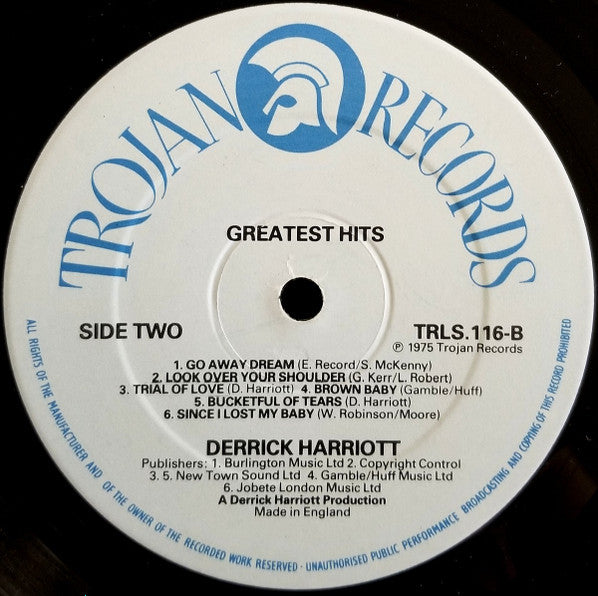 TROJAN RECORDS
GREATEST HITS
SIDE TWO
TRLS.116-B
℗ 1975 Trojan Records
1. GO AWAY DREAM (E. Record/S. McKenny)
2. LOOK OVER YOUR SHOULDER (G. Kerr/L. Robert)
3. TRIAL OF LOVE (D. Harriott) 4. BROWN BABY (Gamble/Huff)
5. BUCKETFUL OF TEARS (D. Harriott)
6. SINCE I LOST MY BABY (W. Robinson/Moore)
DERRICK HARRIOTT
Publishers: 1. Burlington Music Ltd 2. Copyright Control
3. 5. New Town Sound Ltd 4. Gamble/Huff Music Ltd
6. Jobete London Music Ltd
A Derrick Harriott Production
Made in England
ALL RIGHTS OF THE MANUFACTURER AND OF THE OWNER OF THE RECORDED WORK RESERVED · UNAUTHORISED PUBLIC PERFORMANCE BROADCASTING AND COPYING OF THIS RECORD PROHIBITED